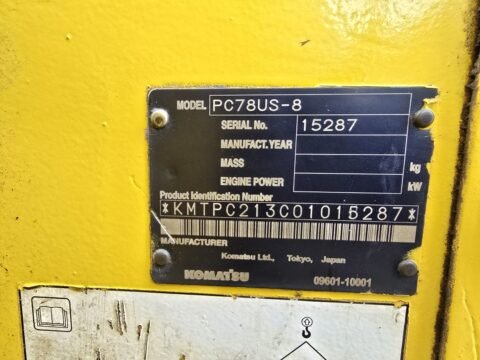 MODEL PC78US-8
SERIAL No. 15287
MANUFACT.YEAR
MASS kg
ENGINE POWER kW
Product Identification Number
*KMTPC213C01015287*
MANUFACTURER
Komatsu Ltd., Tokyo, Japan
KOMATSU 09601-10001